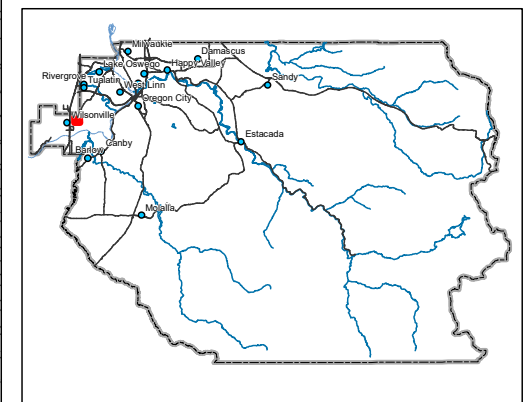 Milwaukie
Damascus
Lake Oswego
Happy Valley
Rivergrove
Tualatin
West Linn
Sandy
Oregon City
Wilsonville
Estacada
Canby
Barlow
Molalla